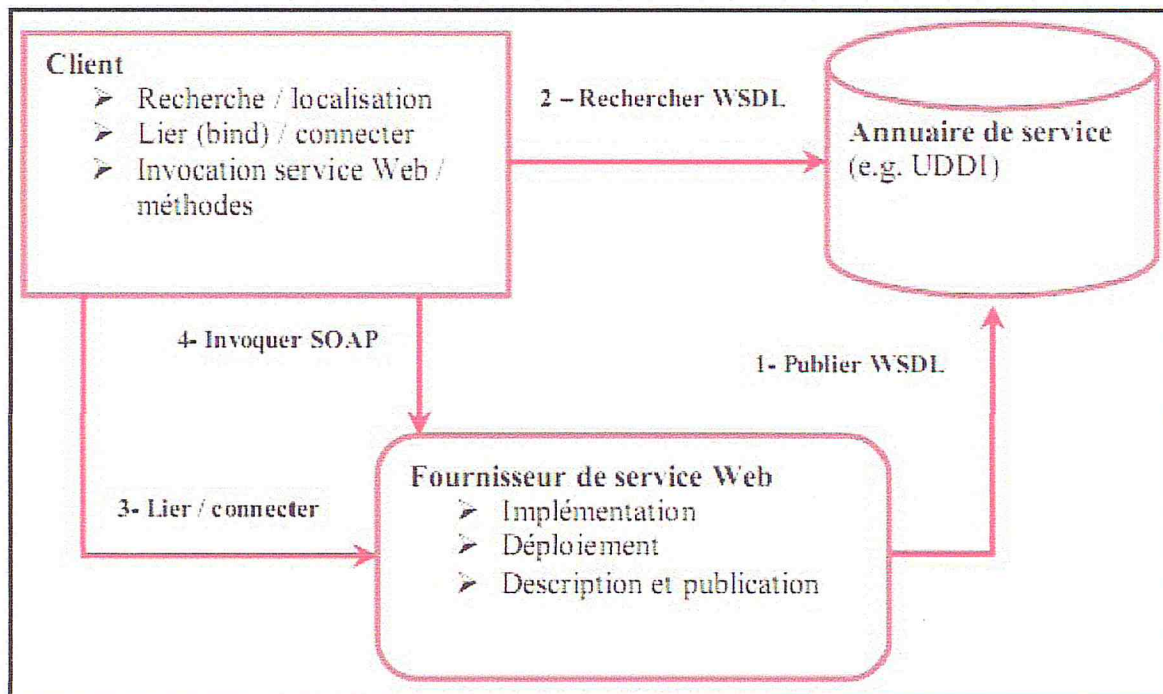 Client
➢ Recherche / localisation
➢ Lier (bind) / connecter
➢ Invocation service Web /
méthodes
2 – Rechercher WSDL
Annuaire de service
(e.g. UDDI)
4- Invoquer SOAP
1- Publier WSDL
3- Lier / connecter
Fournisseur de service Web
➢ Implémentation
➢ Déploiement
➢ Description et publication